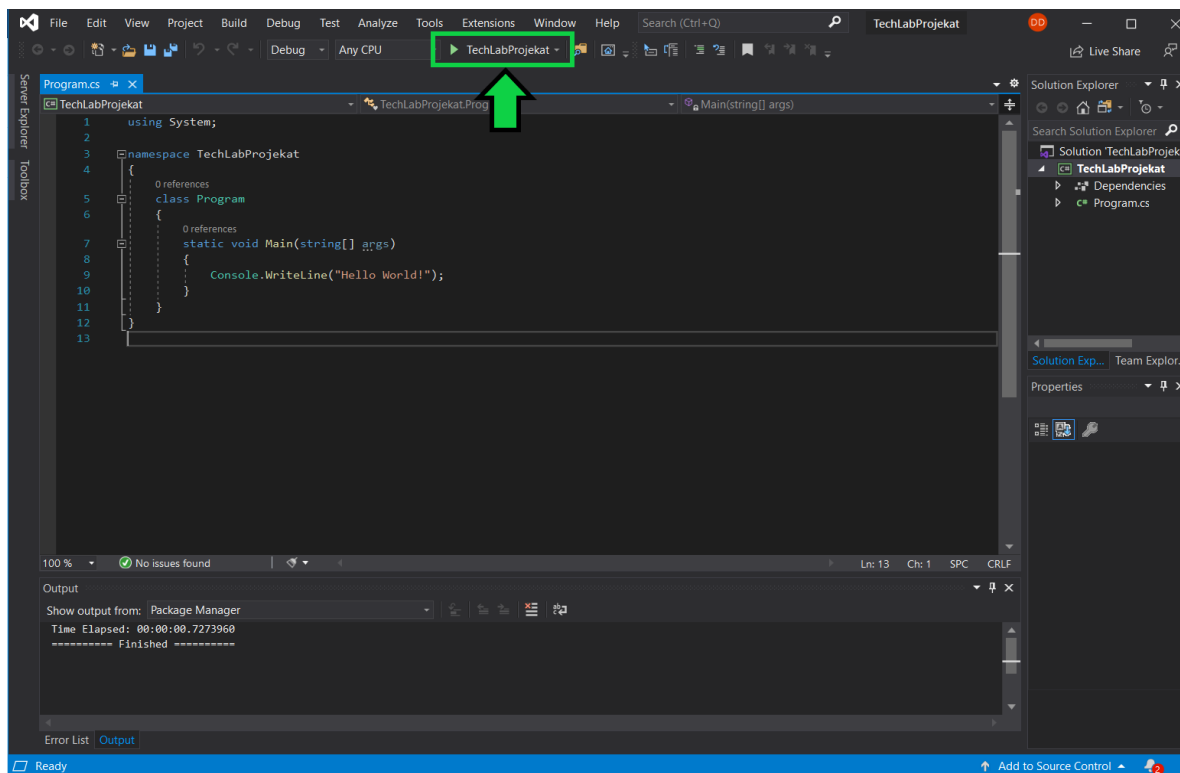 File Edit View Project Build Debug Test Analyze Tools Extensions Window Help Search (Ctrl+Q) TechLabProjekat DD
Debug Any CPU TechLabProjekat Live Share
Server Explorer
Toolbox
Program.cs
TechLabProjekat TechLabProjekat.Prog Main(string[] args)
1 using System;
2
3 namespace TechLabProjekat
4 {
0 references
5 class Program
6 {
0 references
7 static void Main(string[] args)
8 {
9 Console.WriteLine("Hello World!");
10 }
11 }
12 }
13
100 % No issues found Ln: 13 Ch: 1 SPC CRLF
Output
Show output from: Package Manager
Time Elapsed: 00:00:00.7273960
========== Finished ==========
Error List Output
Solution Explorer
Search Solution Explorer
Solution 'TechLabProjek
C# TechLabProjekat
Dependencies
C# Program.cs
Solution Exp... Team Explor.
Properties
Ready Add to Source Control 2